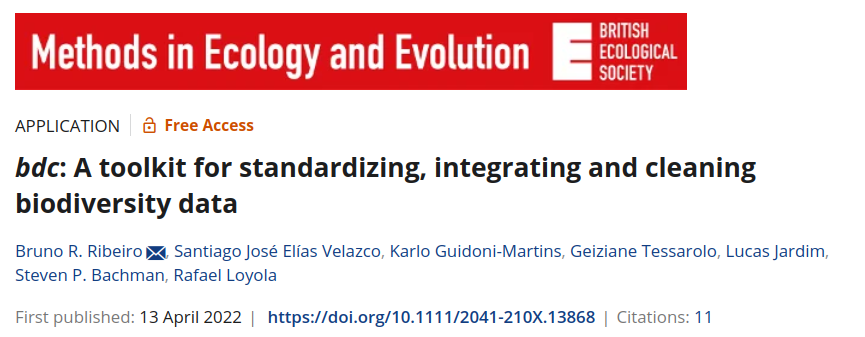 Methods in Ecology and Evolution
BRITISH
ECOLOGICAL
SOCIETY
APPLICATION
Free Access
bdc: A toolkit for standardizing, integrating and cleaning
biodiversity data
Bruno R. Ribeiro, Santiago José Elías Velazco, Karlo Guidoni-Martins, Geiziane Tessarolo, Lucas Jardim,
Steven P. Bachman, Rafael Loyola
First published: 13 April 2022 | https://doi.org/10.1111/2041-210X.13868 | Citations: 11